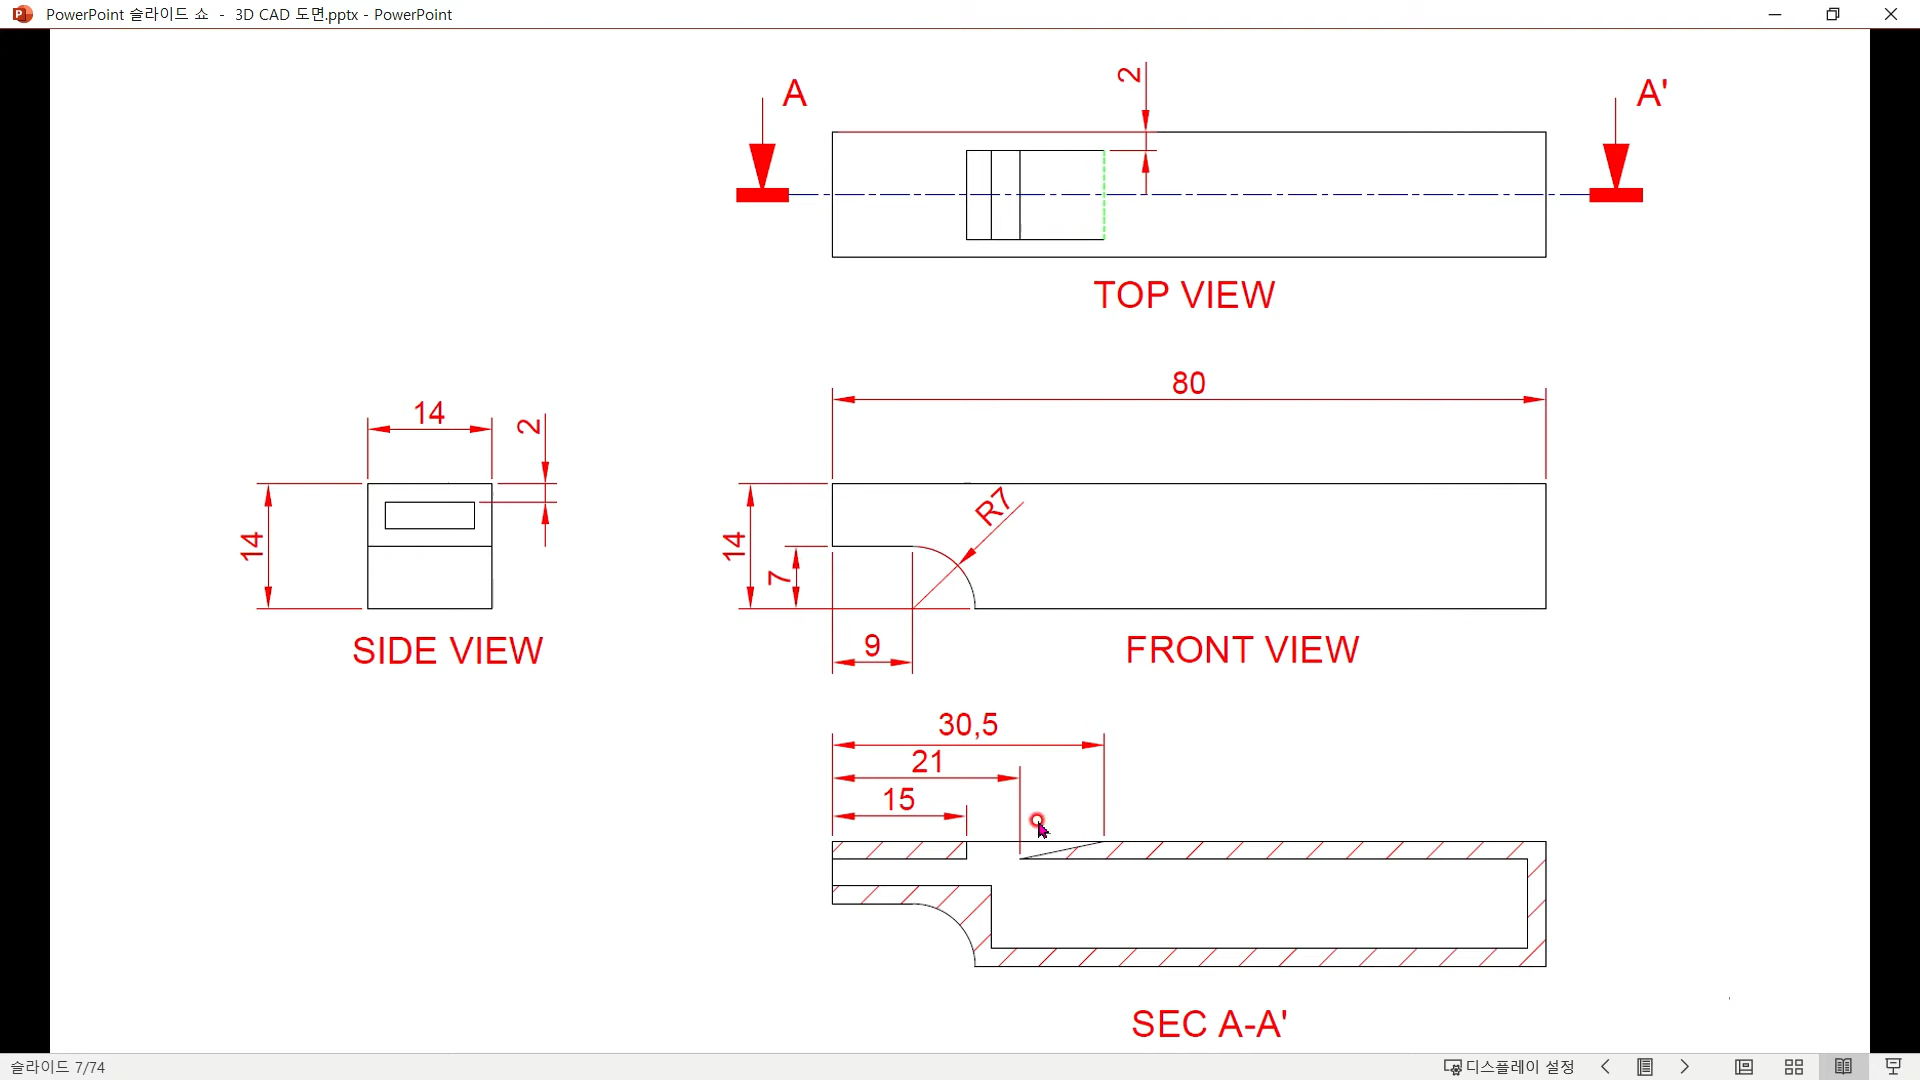 PowerPoint 슬라이드 쇼 - 3D CAD 도면.pptx - PowerPoint
A
2
A'
TOP VIEW
80
14
2
14
SIDE VIEW
R7
14
7
9
FRONT VIEW
30,5
21
15
SEC A-A'
슬라이드 7/74
디스플레이 설정